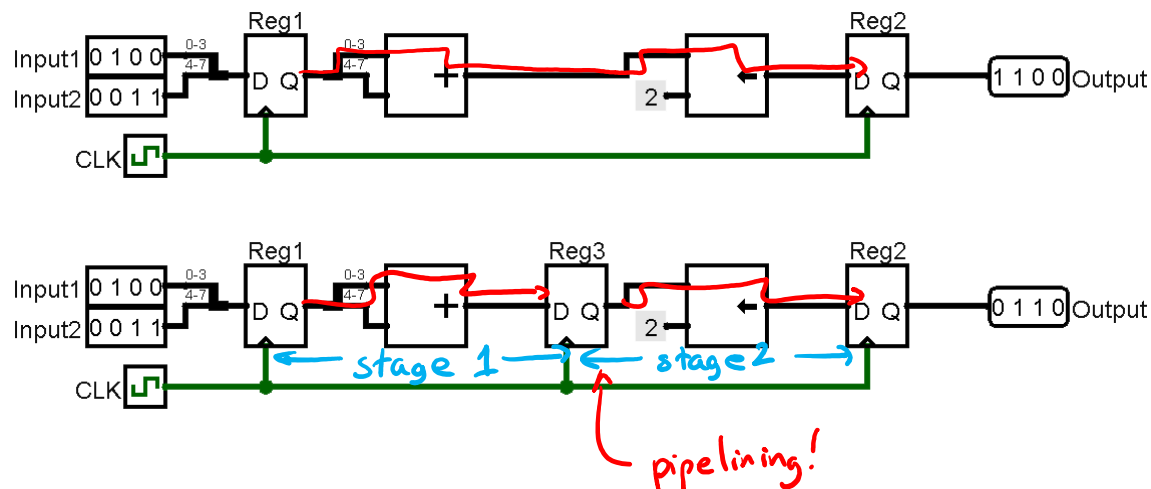 Reg1 Reg2
Input1 0 1 0 0 0-3 0-3
4-7 D Q 4-7 + ← D Q 1 1 0 0 Output
Input2 0 0 1 1 2
CLK
Reg1 Reg3 Reg2
Input1 0 1 0 0 0-3 0-3
4-7 D Q 4-7 + D Q ← D Q 0 1 1 0 Output
Input2 0 0 1 1 2
stage 1 stage 2
CLK
pipelining!